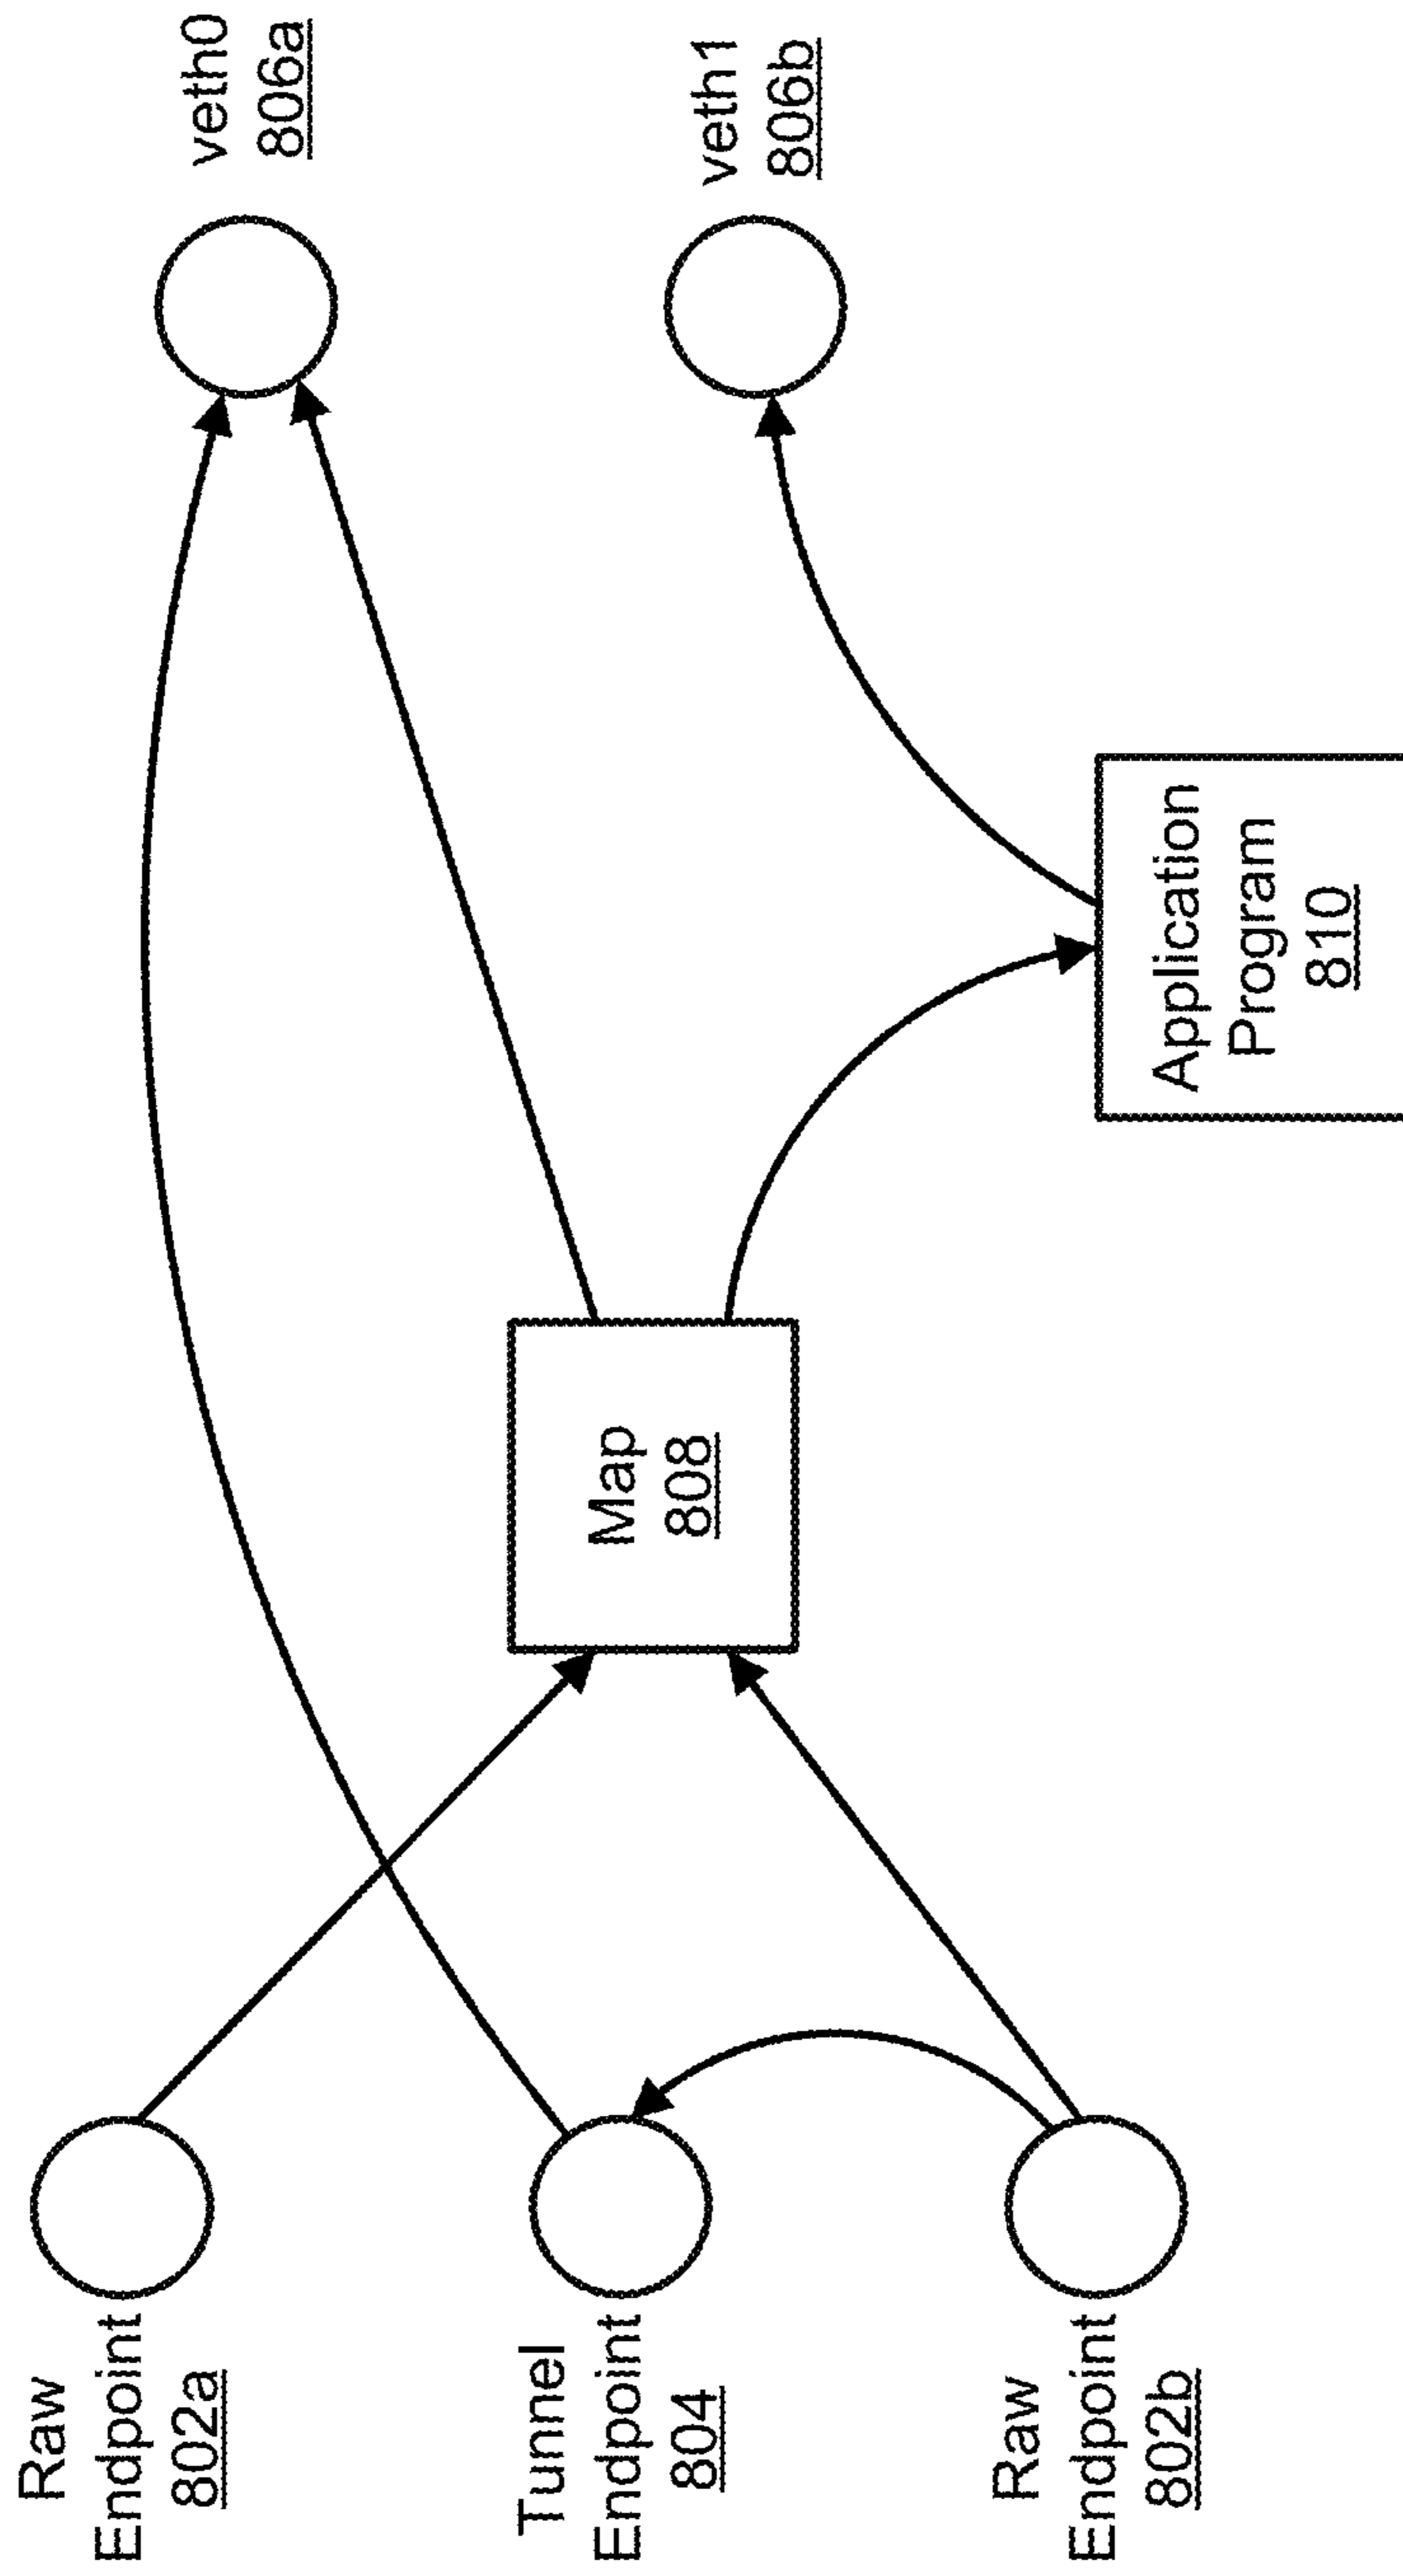 Raw
Endpoint
802a
Tunnel
Endpoint
804
Raw
Endpoint
802b
Map
808
Application
Program
810
veth0
806a
veth1
806b